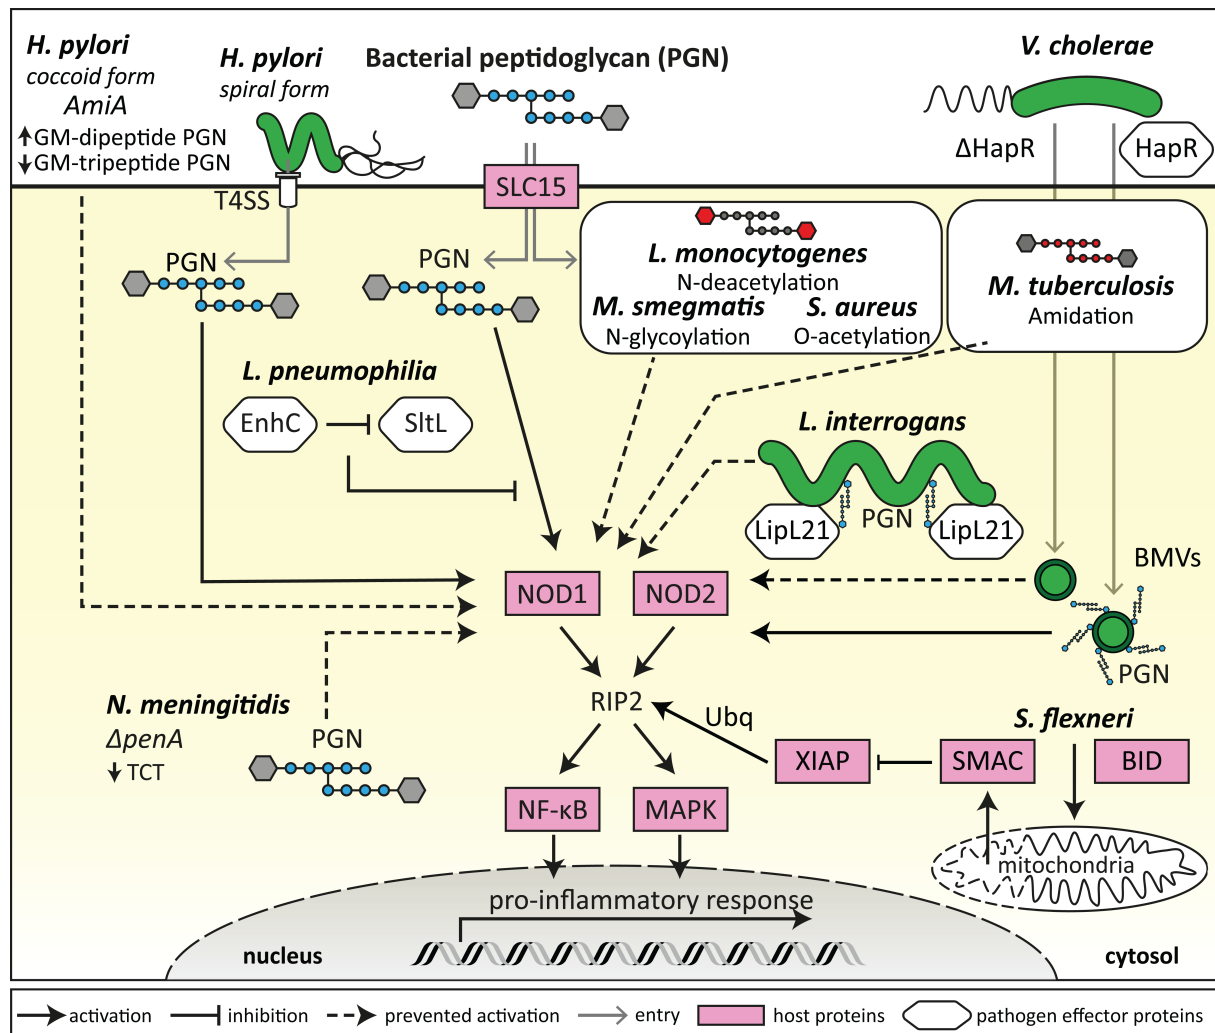 H. pylori
coccoid form
AmiA
↑GM-dipeptide PGN
↓GM-tripeptide PGN
H. pylori
spiral form
T4SS
Bacterial peptidoglycan (PGN)
SLC15
V. cholerae
ΔHapR
HapR
PGN
PGN
L. monocytogenes
N-deacetylation
M. smegmatis
N-glycoylation
S. aureus
O-acetylation
M. tuberculosis
Amidation
L. pneumophilia
EnhC
SltL
L. interrogans
LipL21
PGN
LipL21
BMVs
PGN
NOD1
NOD2
RIP2
Ubq
N. meningitidis
ΔpenA
↓ TCT
PGN
S. flexneri
XIAP
SMAC
BID
NF-κB
MAPK
mitochondria
pro-inflammatory response
nucleus
cytosol
activation
inhibition
prevented activation
entry
host proteins
pathogen effector proteins